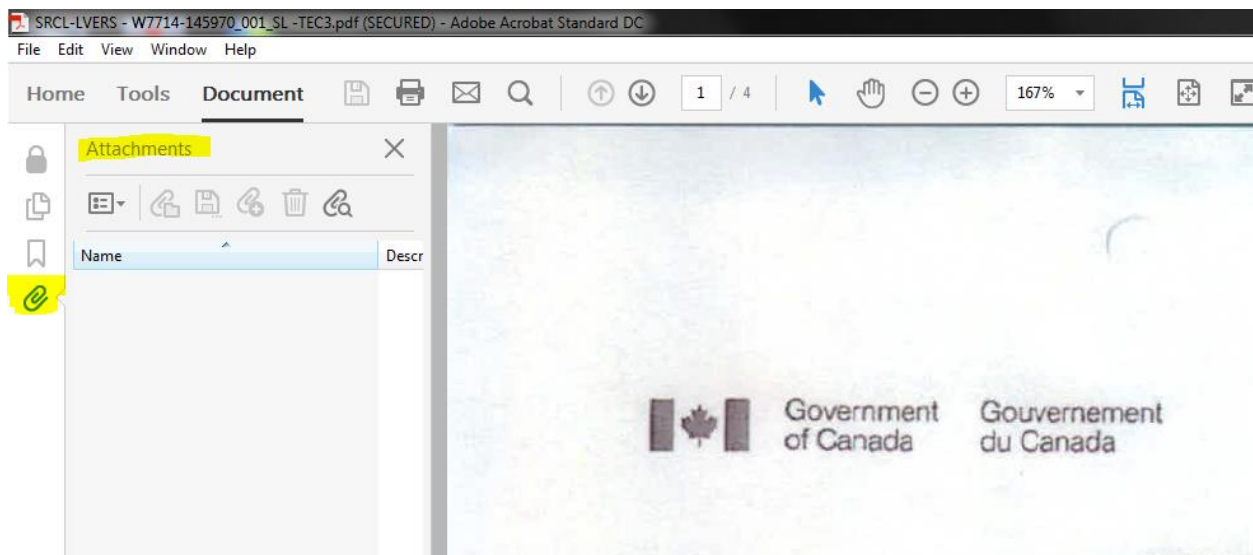 SRCL-LVERS - W7714-145970_001_SL -TEC3.pdf (SECURED) - Adobe Acrobat Standard DC
File Edit View Window Help
Home Tools Document 1 / 4 167%
Attachments
Name Descr
Government Gouvernement
of Canada du Canada